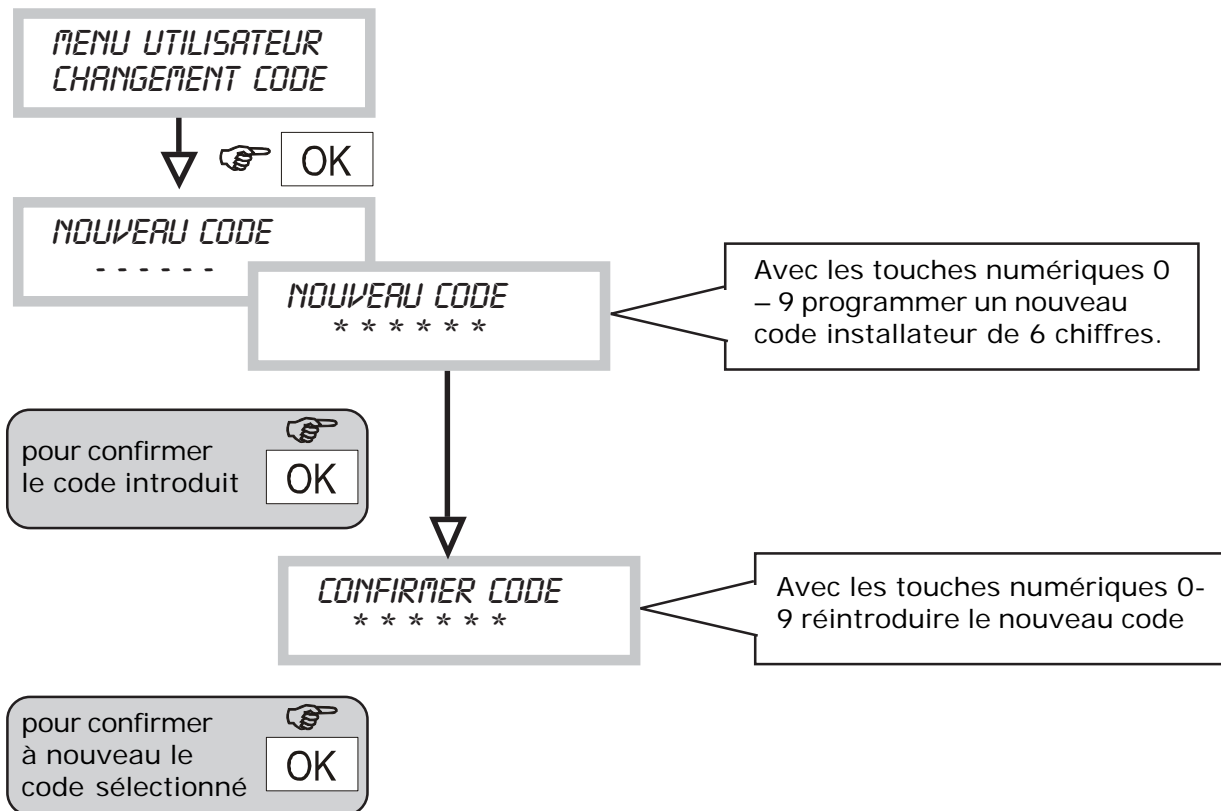 MENU UTILISATEUR
CHANGEMENT CODE
OK
NOUVEAU CODE
- - - - - -
NOUVEAU CODE
* * * * * *
Avec les touches numériques 0
– 9 programmer un nouveau
code installateur de 6 chiffres.
pour confirmer
le code introduit
OK
CONFIRMER CODE
* * * * * *
Avec les touches numériques 0-
9 réintroduire le nouveau code
pour confirmer
à nouveau le
code sélectionné
OK